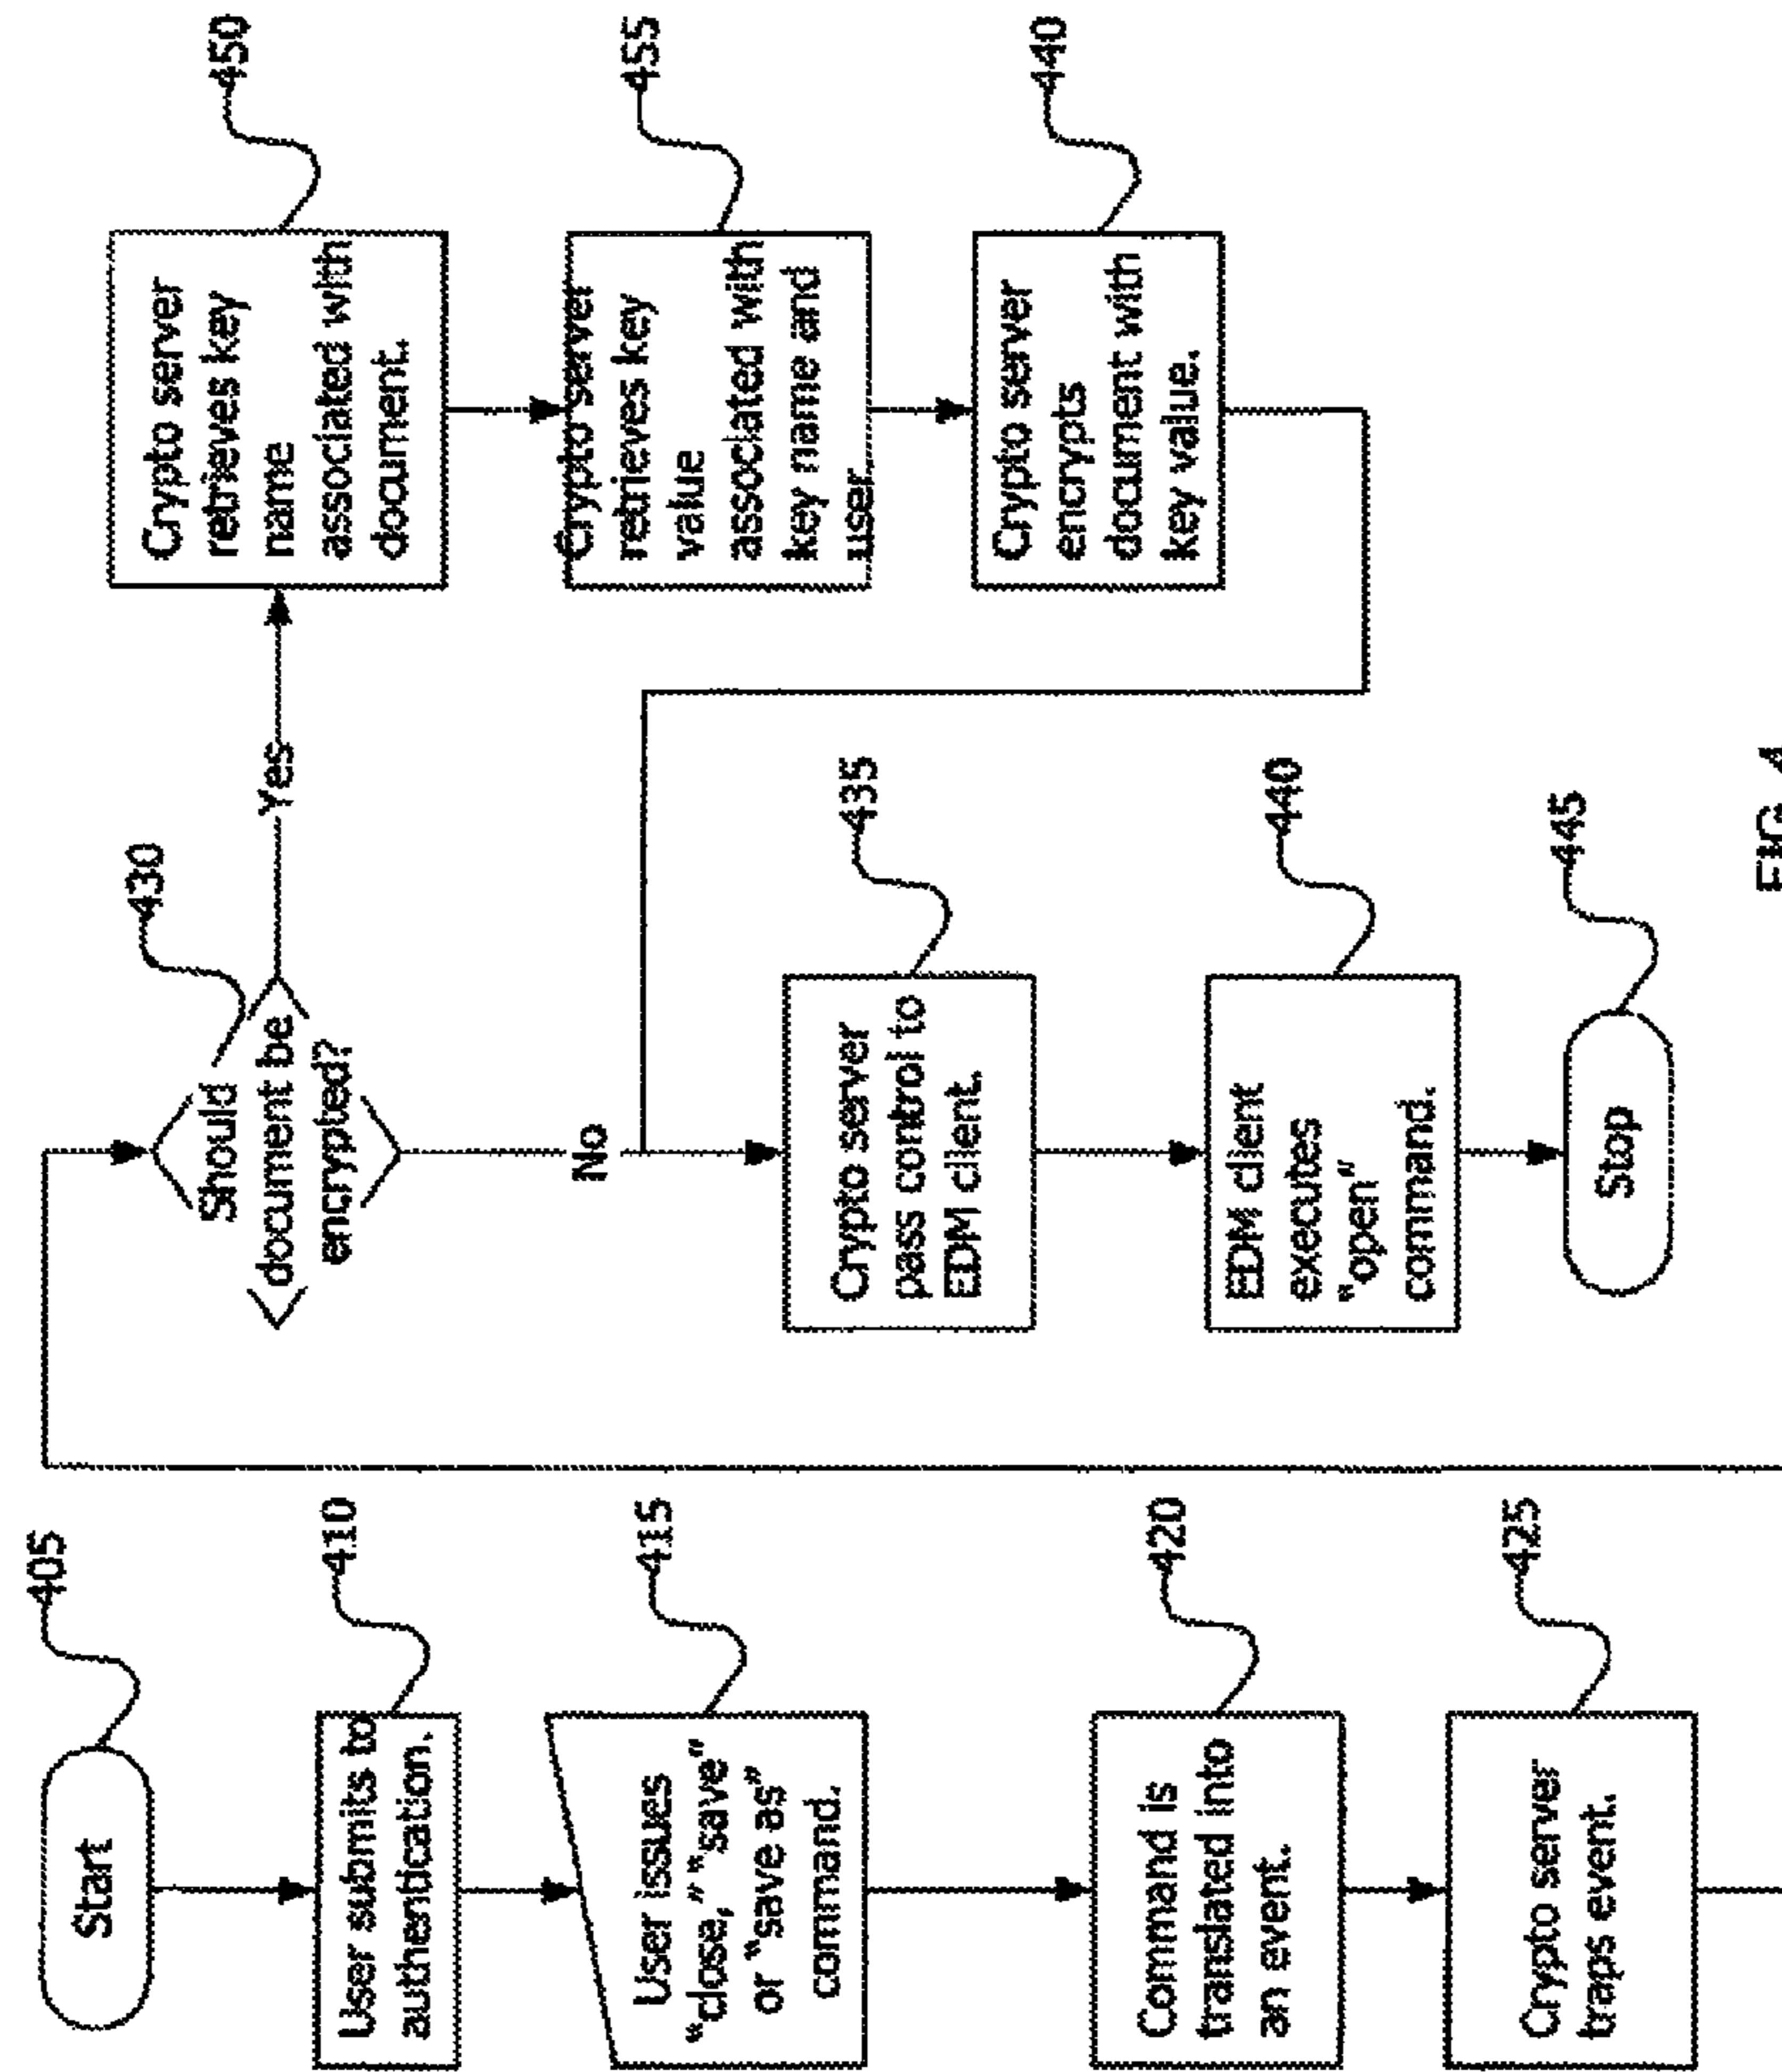 Start
405
User submits to
authentication.
410
User issues
“close,” “save”
or “save as”
command.
415
Command is
translated into
an event.
420
Crypto server
traps event.
425
Should
document be
encrypted?
430
Yes
No
Crypto server
pass control to
EDM client.
435
EDM client
executes
“open”
command.
440
Stop
445
Crypto server
retrieves key
name
associated with
document.
450
Crypto server
retrieves key
value
associated with
key name and
user.
455
Crypto server
encrypts
document with
key value.
440
FIG. 4